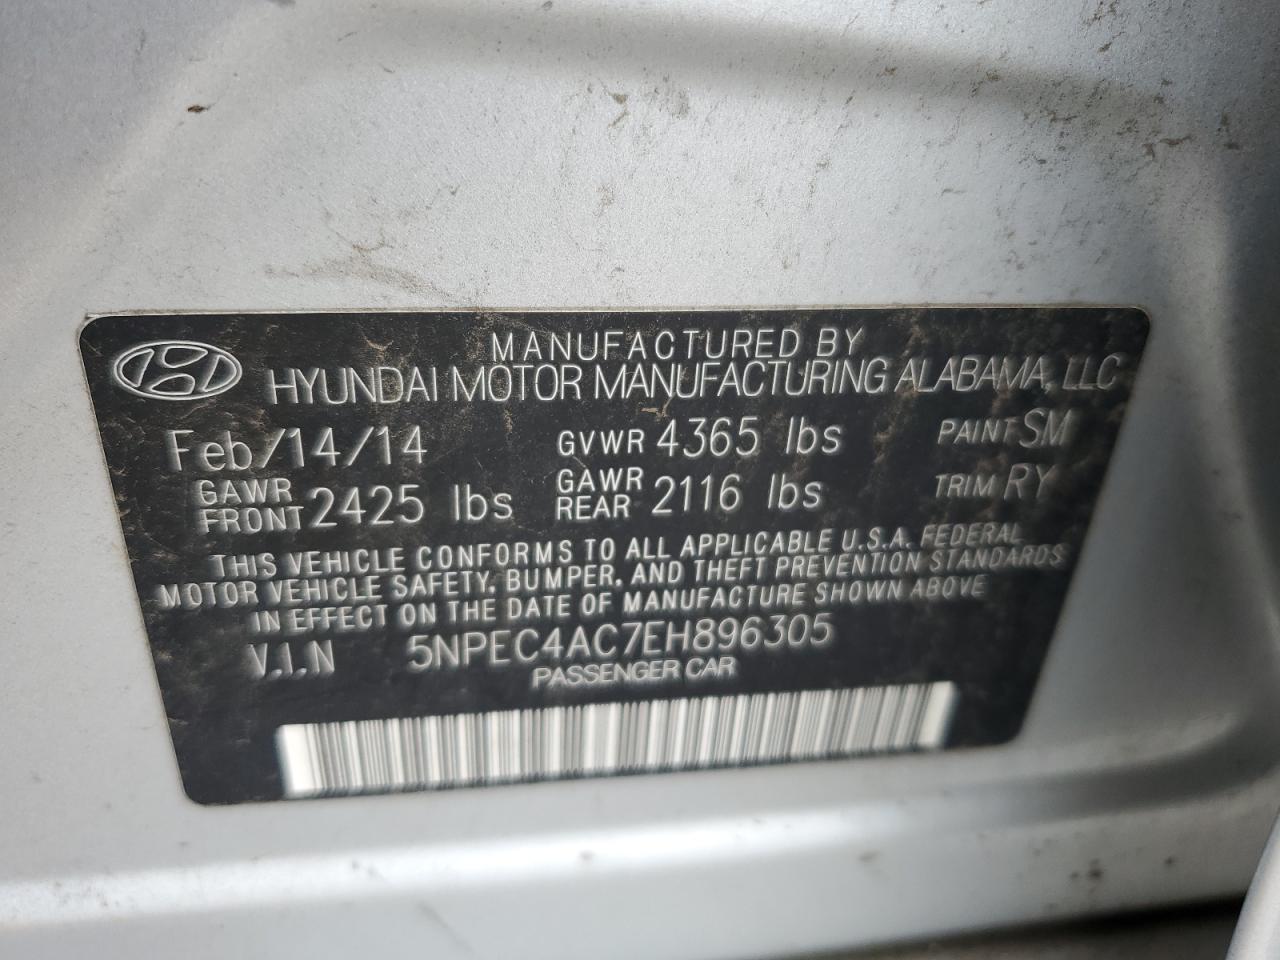 MANUFACTURED BY
HYUNDAI MOTOR MANUFACTURING ALABAMA, LLC
Feb/14/14 GVWR 4365 lbs PAINT SM
GAWR FRONT 2425 lbs GAWR REAR 2116 lbs TRIM RY
THIS VEHICLE CONFORMS TO ALL APPLICABLE U.S.A. FEDERAL
MOTOR VEHICLE SAFETY, BUMPER, AND THEFT PREVENTION STANDARDS
IN EFFECT ON THE DATE OF MANUFACTURE SHOWN ABOVE
V.I.N 5NPEC4AC7EH896305
PASSENGER CAR